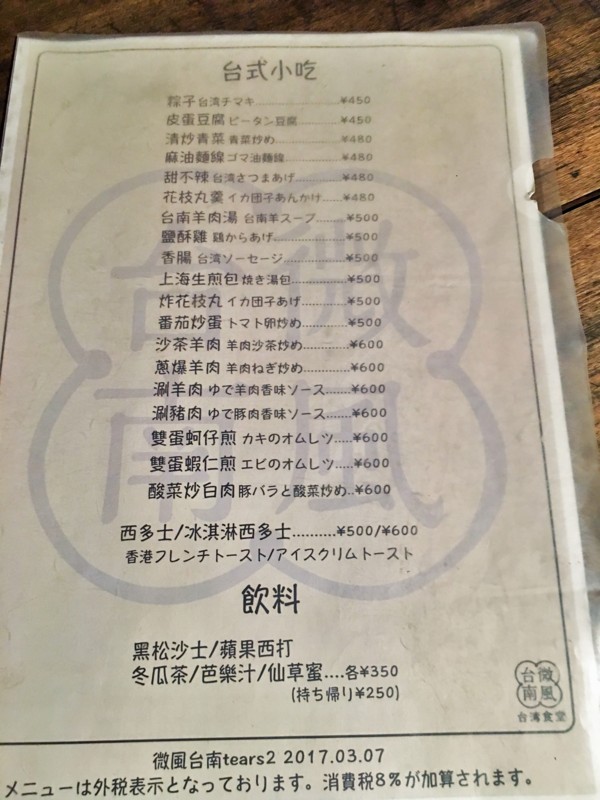 台式小吃
粽子 台湾チマキ....................¥450
皮蛋豆腐 ピータン豆腐..........¥450
清炒青菜 青菜炒め................¥480
麻油麵線 ゴマ油麵線.............¥480
甜不辣 台湾さつまあげ...........¥480
花枝丸羹 イカ団子あんかけ....¥480
台南羊肉湯 台南羊スープ.......¥500
鹽酥雞 鶏からあげ................¥500
香腸 台湾ソーセージ..............¥500
上海生煎包 焼き湯包.............¥500
炸花枝丸 イカ団子あげ...........¥500
番茄炒蛋 トマト卵炒め..........¥500
沙茶羊肉 羊肉沙茶炒め..........¥600
蔥爆羊肉 羊肉ねぎ炒め..........¥600
涮羊肉 ゆで羊肉香味ソース......¥600
涮豬肉 ゆで豚肉香味ソース......¥600
雙蛋蚵仔煎 カキのオムレツ.....¥600
雙蛋蝦仁煎 エビのオムレツ.....¥600
酸菜炒白肉 豚バラと酸菜炒め..¥600
西多士/冰淇淋西多士..........¥500/¥600
香港フレンチトースト/アイスクリムトースト
飲料
黑松沙士/蘋果西打
冬瓜茶/芭樂汁/仙草蜜....各¥350
(持ち帰り¥250)
台微
南風
台湾食堂
微風台南tears2 2017.03.07
メニューは外税表示となっております。消費税8%が加算されます。